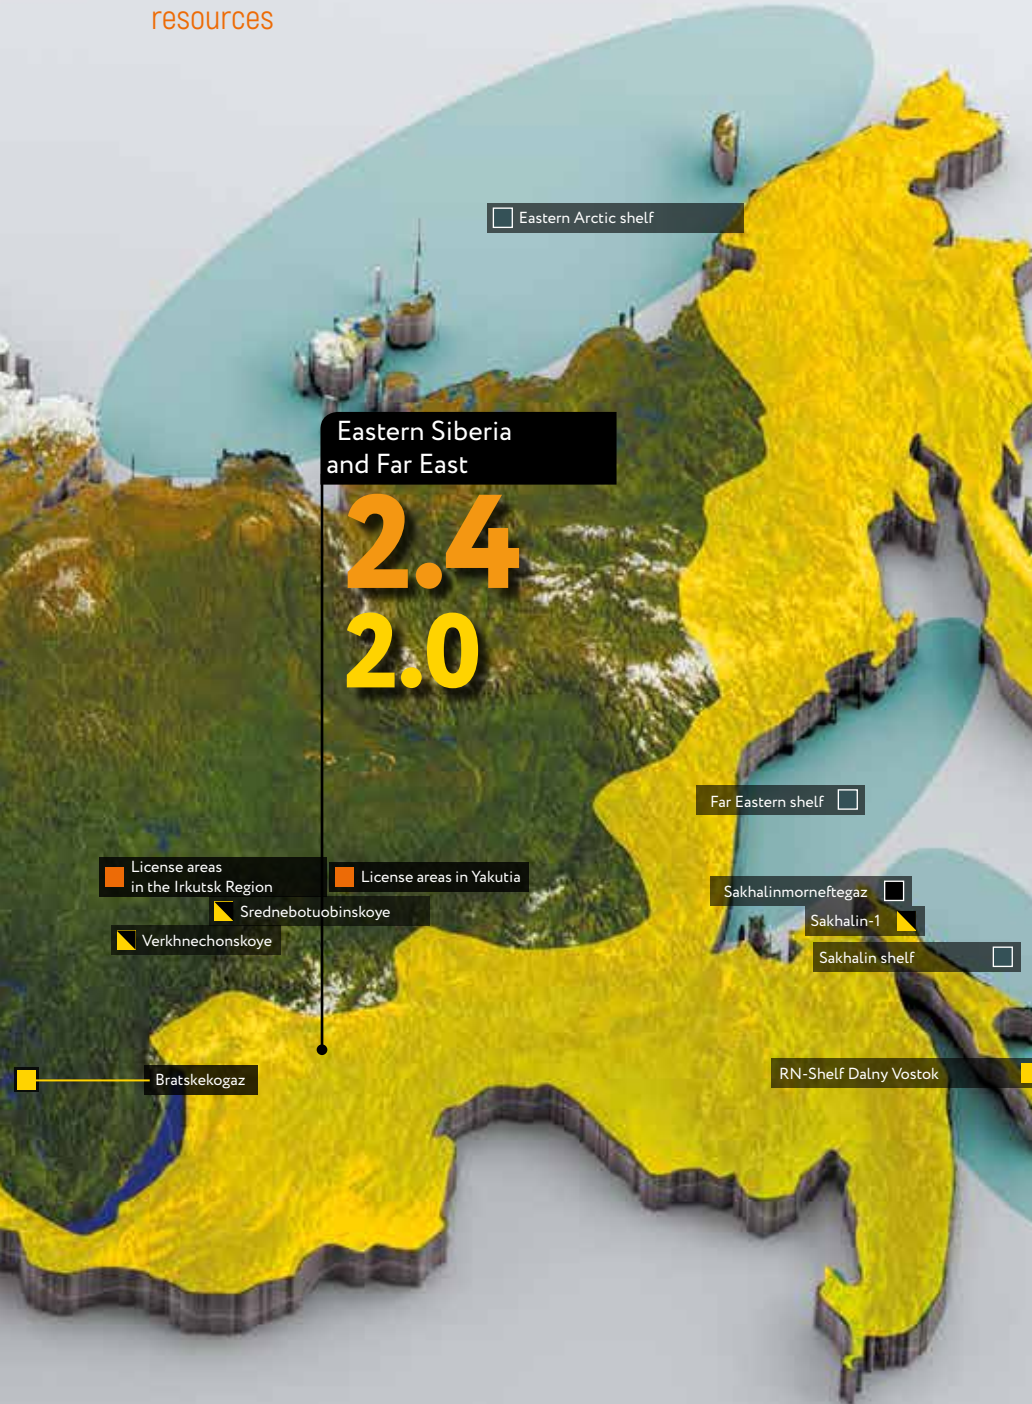 resources
Eastern Arctic shelf
Eastern Siberia
and Far East
2.4
2.0
Far Eastern shelf
License areas
in the Irkutsk Region
License areas in Yakutia
Srednebotuobinskoye
Verkhnechonskoye
Sakhalinmorneftegaz
Sakhalin-1
Sakhalin shelf
Bratskekogaz
RN-Shelf Dalny Vostok